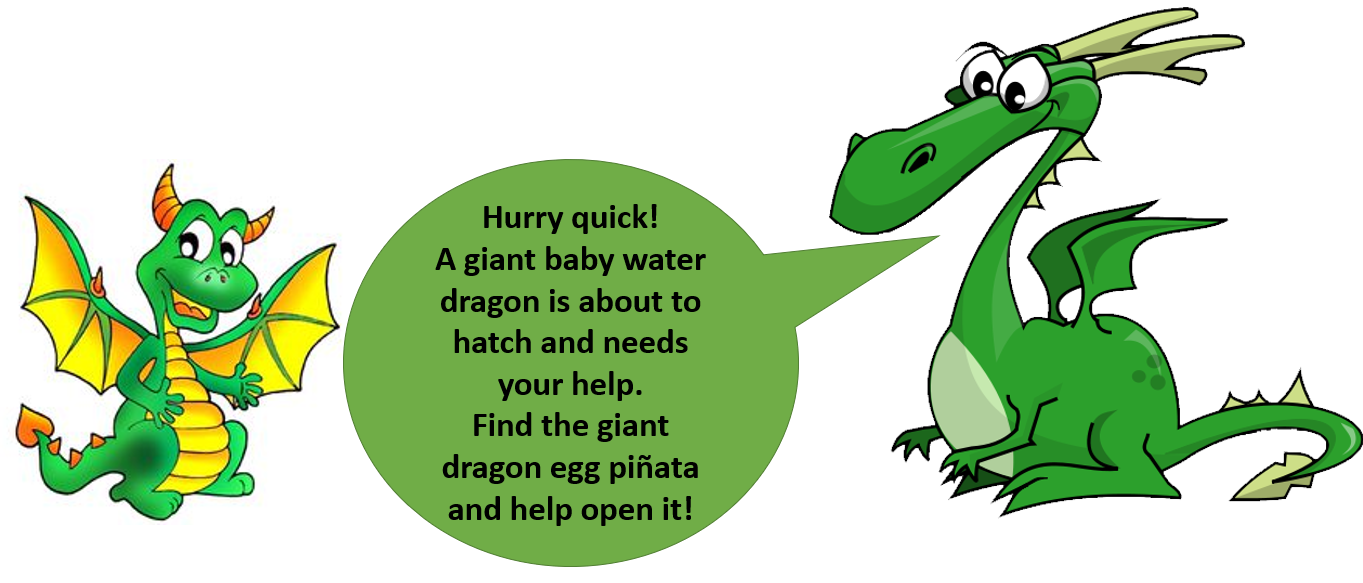 Hurry quick!
A giant baby water
dragon is about to
hatch and needs
your help.
Find the giant
dragon egg piñata
and help open it!